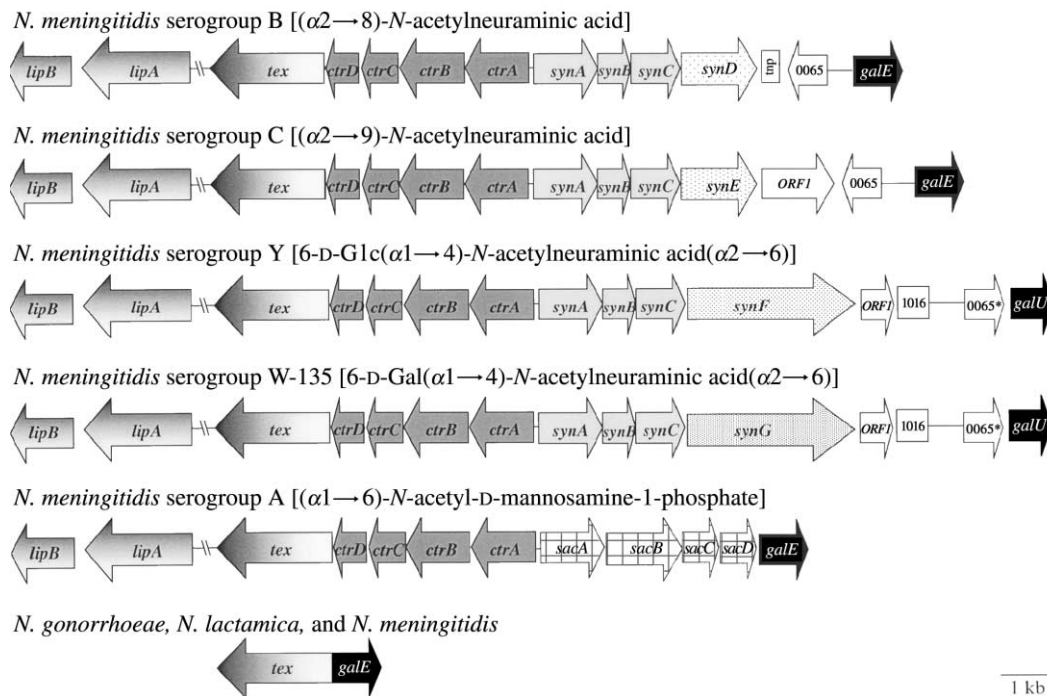 N. meningitidis serogroup B [(α2→8)-N-acetylneuraminic acid]
lipB lipA tex ctrD ctrC ctrB ctrA synA synB synC synD tnp 0065 galE
N. meningitidis serogroup C [(α2→9)-N-acetylneuraminic acid]
lipB lipA tex ctrD ctrC ctrB ctrA synA synB synC synE ORF1 0065 galE
N. meningitidis serogroup Y [6-D-Glc(α1→4)-N-acetylneuraminic acid(α2→6)]
lipB lipA tex ctrD ctrC ctrB ctrA synA synB synC synF ORF1 1016 0065* galU
N. meningitidis serogroup W-135 [6-D-Gal(α1→4)-N-acetylneuraminic acid(α2→6)]
lipB lipA tex ctrD ctrC ctrB ctrA synA synB synC synG ORF1 1016 0065* galU
N. meningitidis serogroup A [(α1→6)-N-acetyl-D-mannosamine-1-phosphate]
lipB lipA tex ctrD ctrC ctrB ctrA sacA sacB sacC sacD galE
N. gonorrhoeae, N. lactamica, and N. meningitidis
tex galE
1 kb